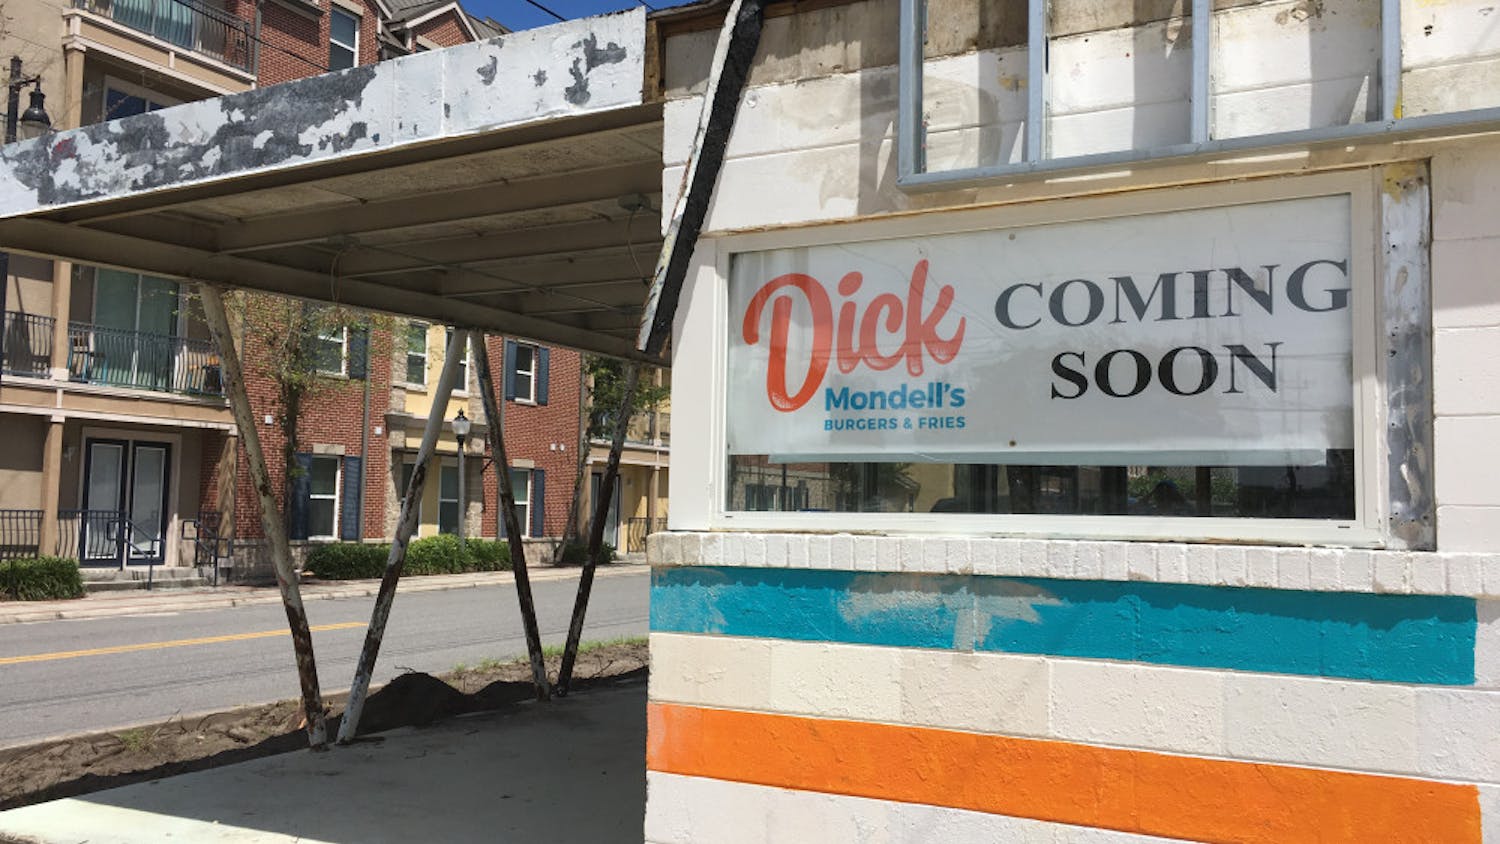 Dick
Mondell's
BURGERS & FRIES
COMING
SOON